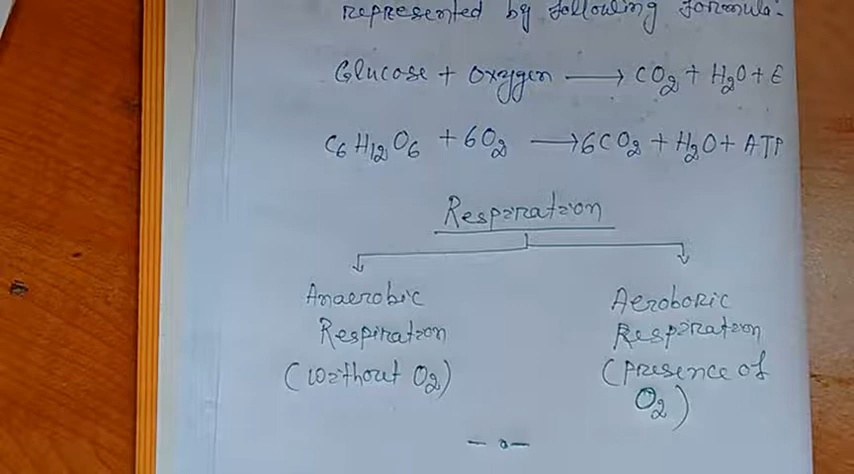 represented by following formula-
Glucose + Oxygen ⟶ CO₂ + H₂O + E
C₆H₁₂O₆ + 6O₂ ⟶ 6CO₂ + H₂O + ATP
Respiration
Anaerobic
Respiration
(without O₂)
Aeroboric
Respiration
(presence of
O₂)